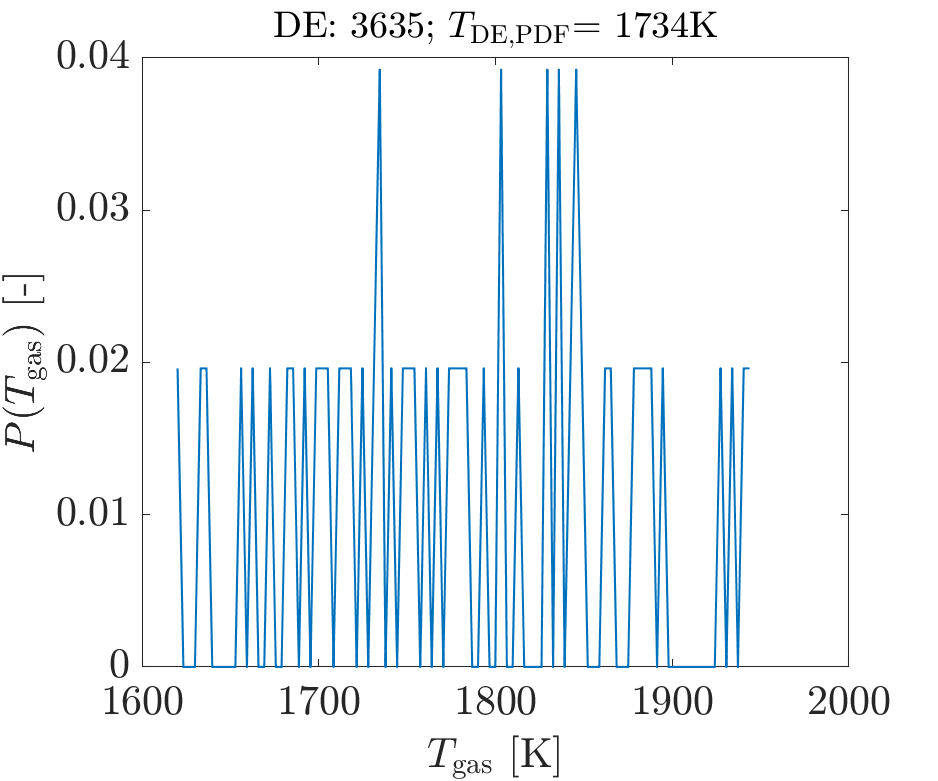 DE: 3635; T_DE,PDF= 1734K
0.04
0.03
0.02
0.01
0
P(T_gas) [-]
1600 1700 1800 1900 2000
T_gas [K]